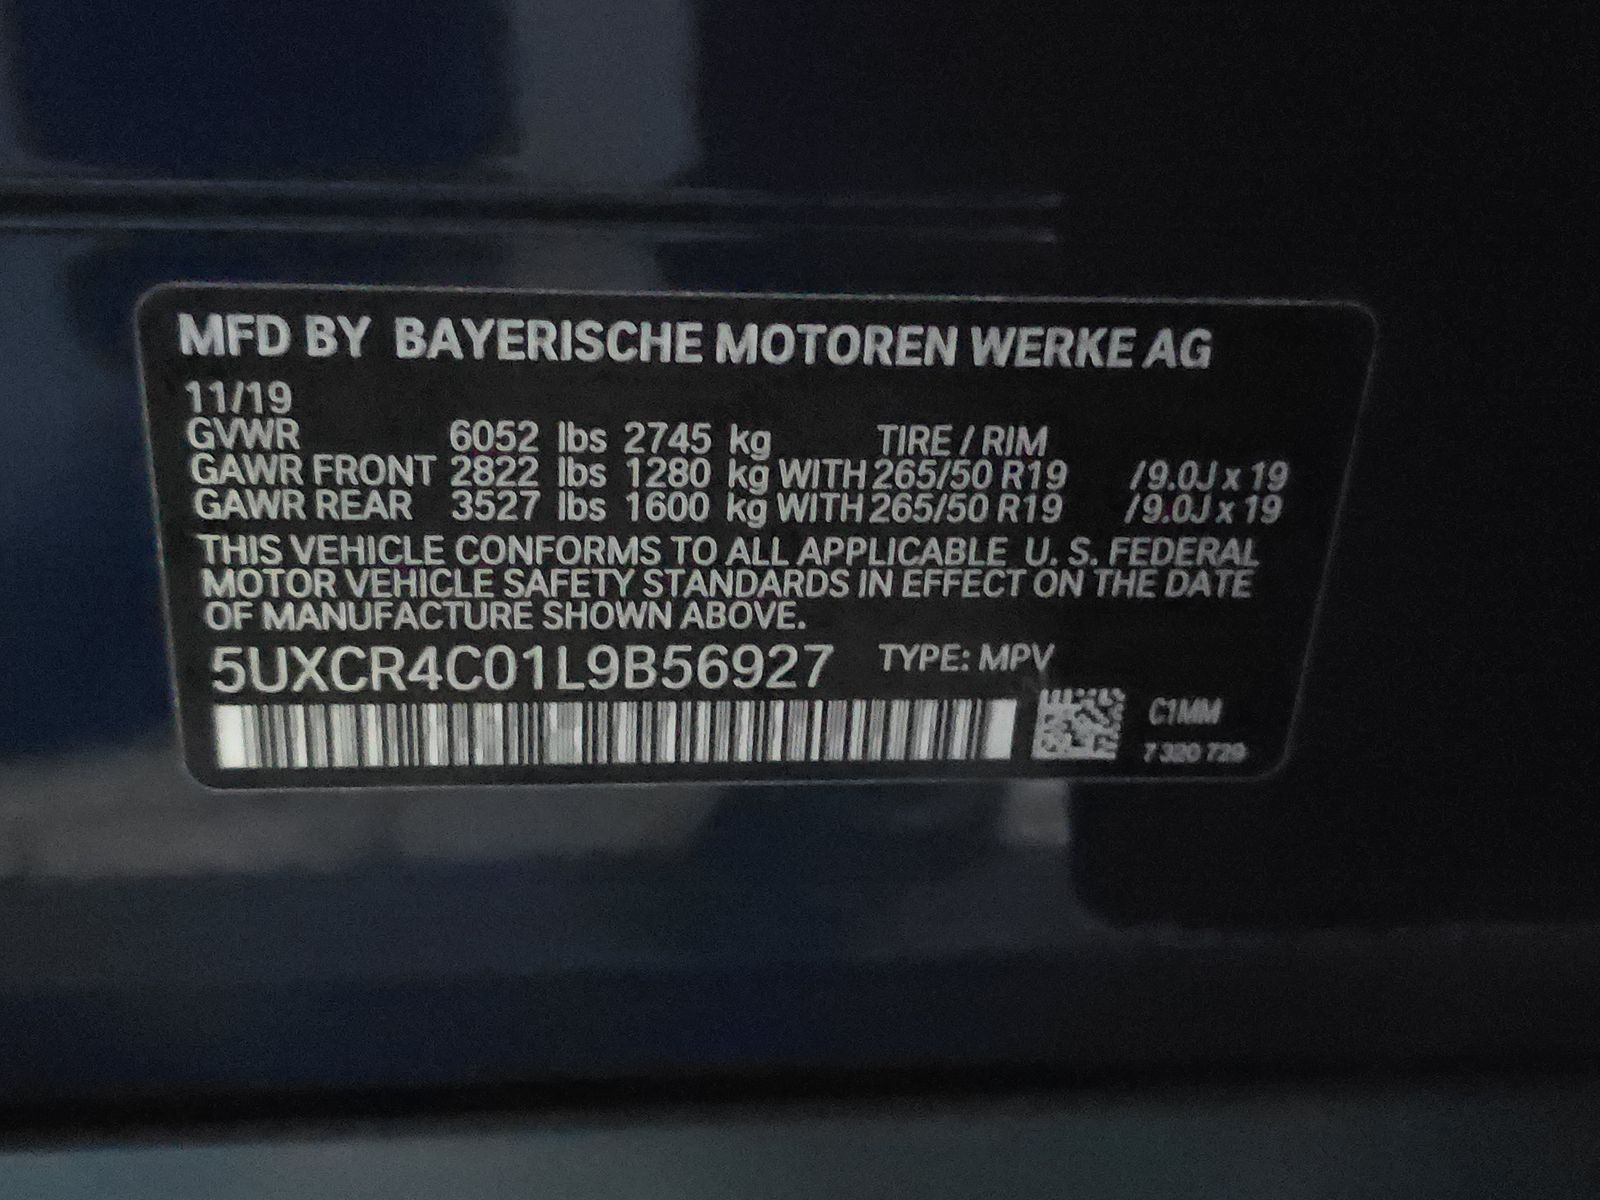 MFD BY BAYERISCHE MOTOREN WERKE AG
11/19
GVWR 6052 lbs 2745 kg TIRE / RIM
GAWR FRONT 2822 lbs 1280 kg WITH 265/50 R19 /9.0J x 19
GAWR REAR 3527 lbs 1600 kg WITH 265/50 R19 /9.0J x 19
THIS VEHICLE CONFORMS TO ALL APPLICABLE U. S. FEDERAL
MOTOR VEHICLE SAFETY STANDARDS IN EFFECT ON THE DATE
OF MANUFACTURE SHOWN ABOVE.
5UXCR4C01L9B56927 TYPE: MPV
C1MM
7 320 729